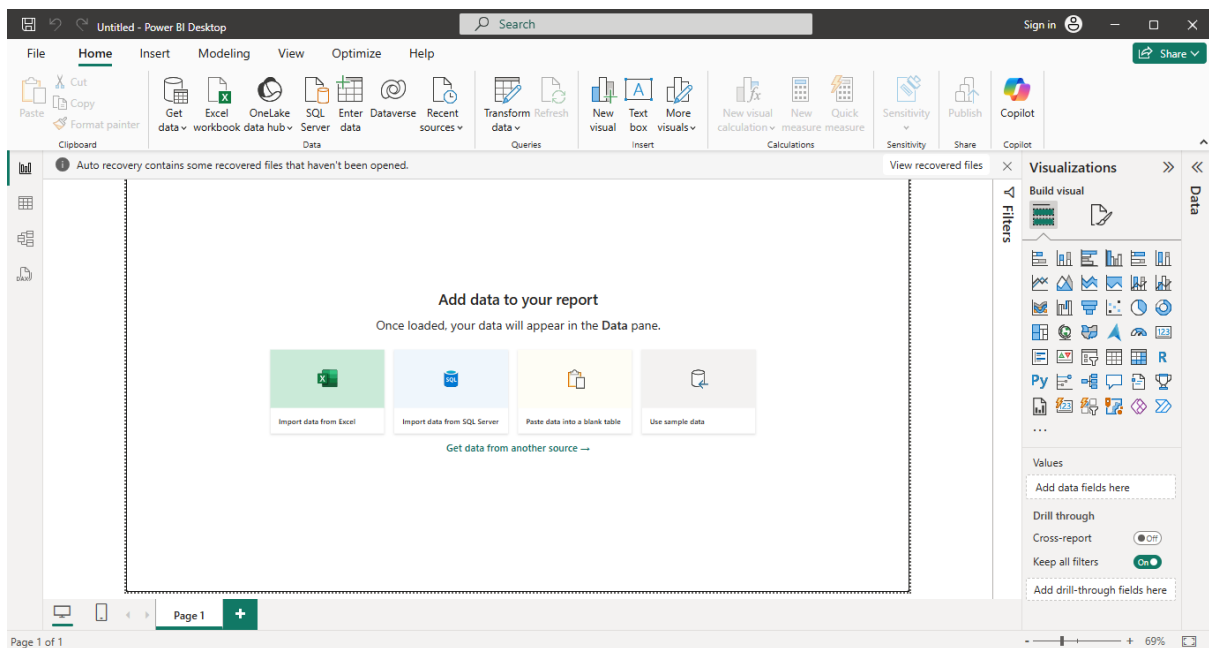 Untitled - Power BI Desktop
Search
Sign in
File Home Insert Modeling View Optimize Help
Share
Paste
Cut
Copy
Format painter
Clipboard
Get data
Excel workbook
OneLake data hub
SQL Server
Enter data
Dataverse
Recent sources
Data
Transform data
Refresh
Queries
New visual
Text box
More visuals
Insert
New visual calculation
New measure
Quick measure
Calculations
Sensitivity
Sensitivity
Publish
Share
Copilot
Copilot
Auto recovery contains some recovered files that haven't been opened.
View recovered files
Add data to your report
Once loaded, your data will appear in the Data pane.
SQL
Import data from Excel
Import data from SQL Server
Paste data into a blank table
Use sample data
Get data from another source →
Filters
Visualizations
Build visual
123
R
Py
123
...
Values
Add data fields here
Drill through
Cross-report
Off
Keep all filters
On
Add drill-through fields here
Data
Page 1
+
Page 1 of 1
- + 69%